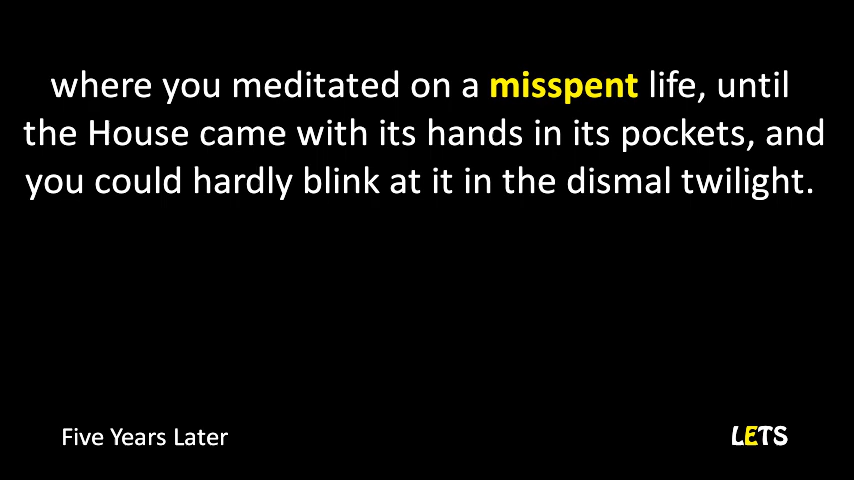 where you meditated on a misspent life, until
the House came with its hands in its pockets, and
you could hardly blink at it in the dismal twilight.
Five Years Later
LETS